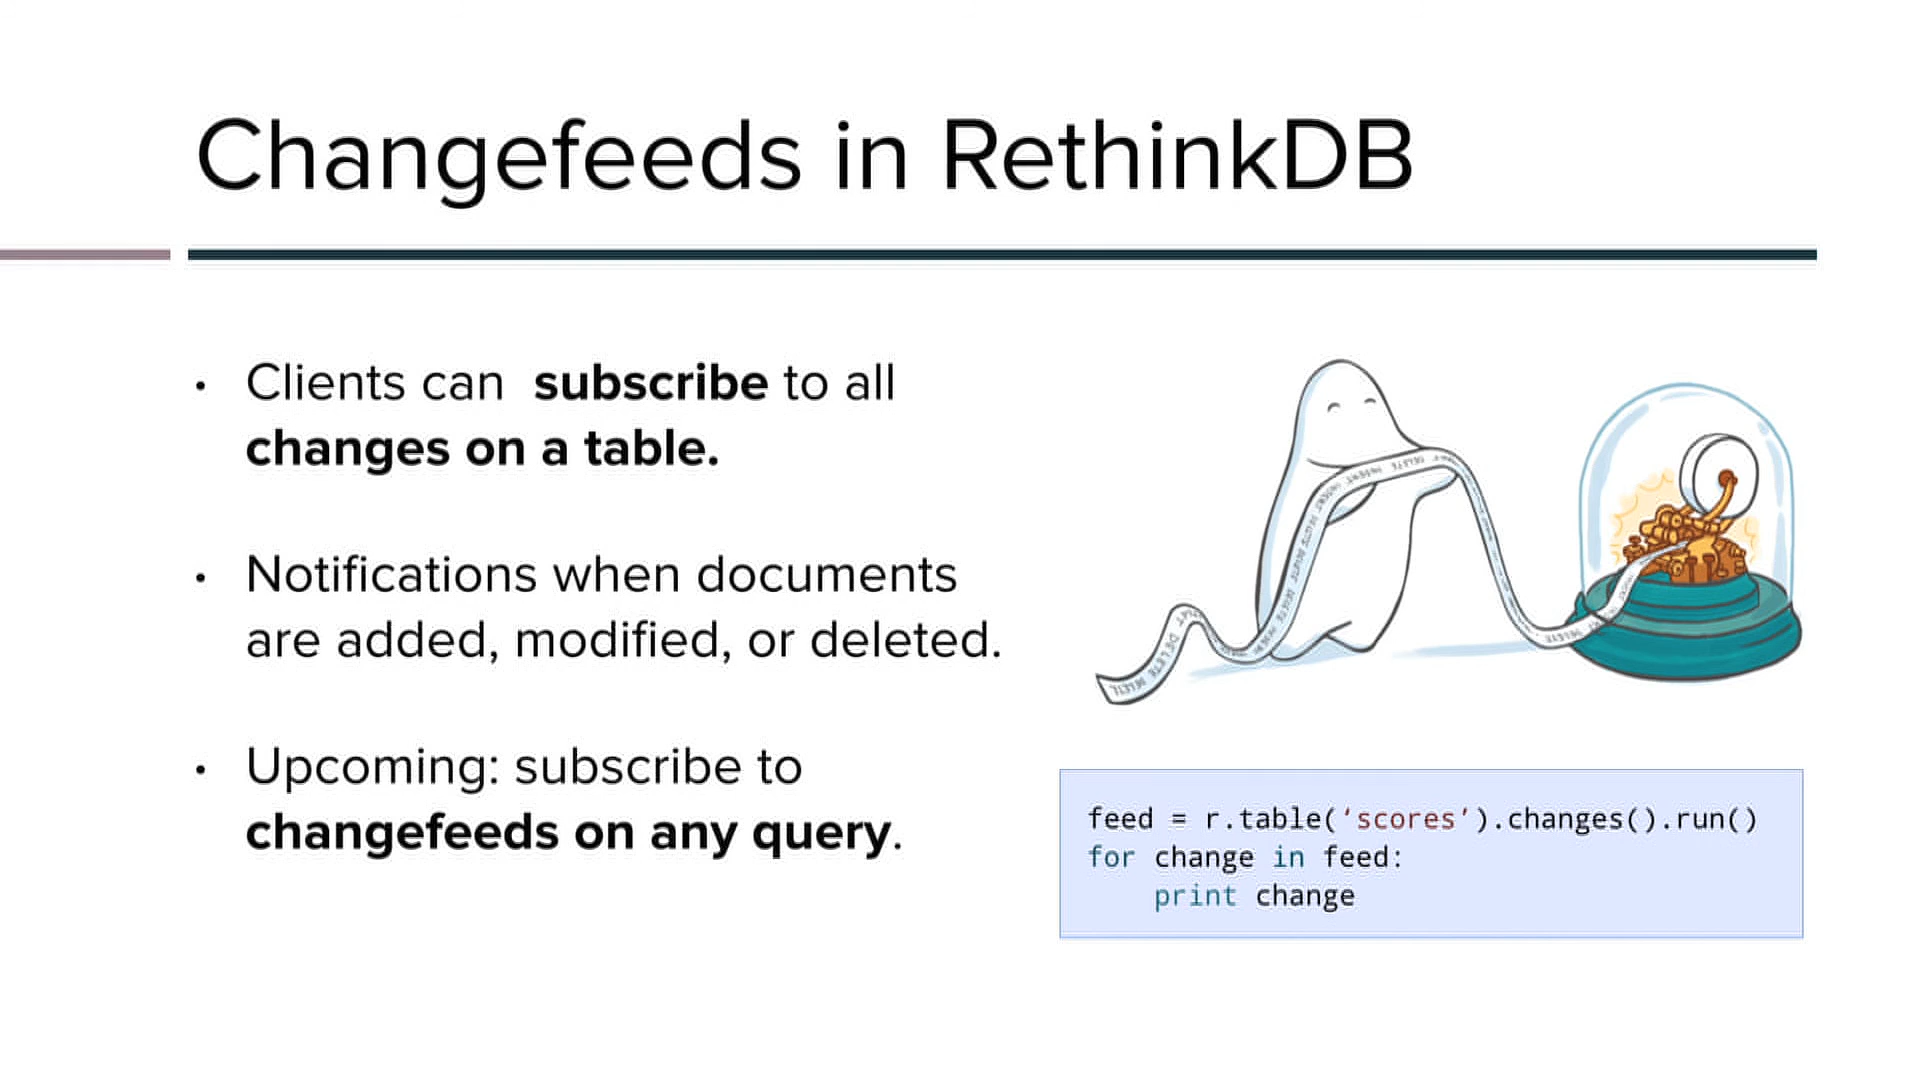 Changefeeds in RethinkDB
• Clients can subscribe to all
changes on a table.
• Notifications when documents
are added, modified, or deleted.
• Upcoming: subscribe to
changefeeds on any query.
DELETE
feed = r.table('scores').changes().run()
for change in feed:
    print change